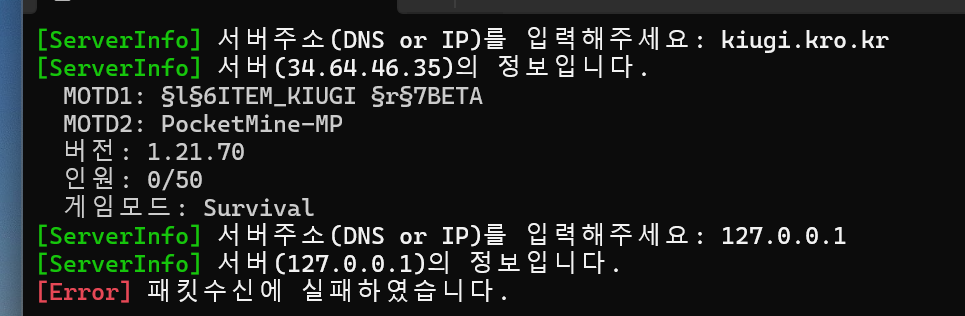 [ServerInfo] 서버주소(DNS or IP)를 입력해주세요: kiugi.kro.kr
[ServerInfo] 서버(34.64.46.35)의 정보입니다.
MOTD1: §l§6ITEM_KIUGI §r§7BETA
MOTD2: PocketMine-MP
버전: 1.21.70
인원: 0/50
게임모드: Survival
[ServerInfo] 서버주소(DNS or IP)를 입력해주세요: 127.0.0.1
[ServerInfo] 서버(127.0.0.1)의 정보입니다.
[Error] 패킷수신에 실패하였습니다.